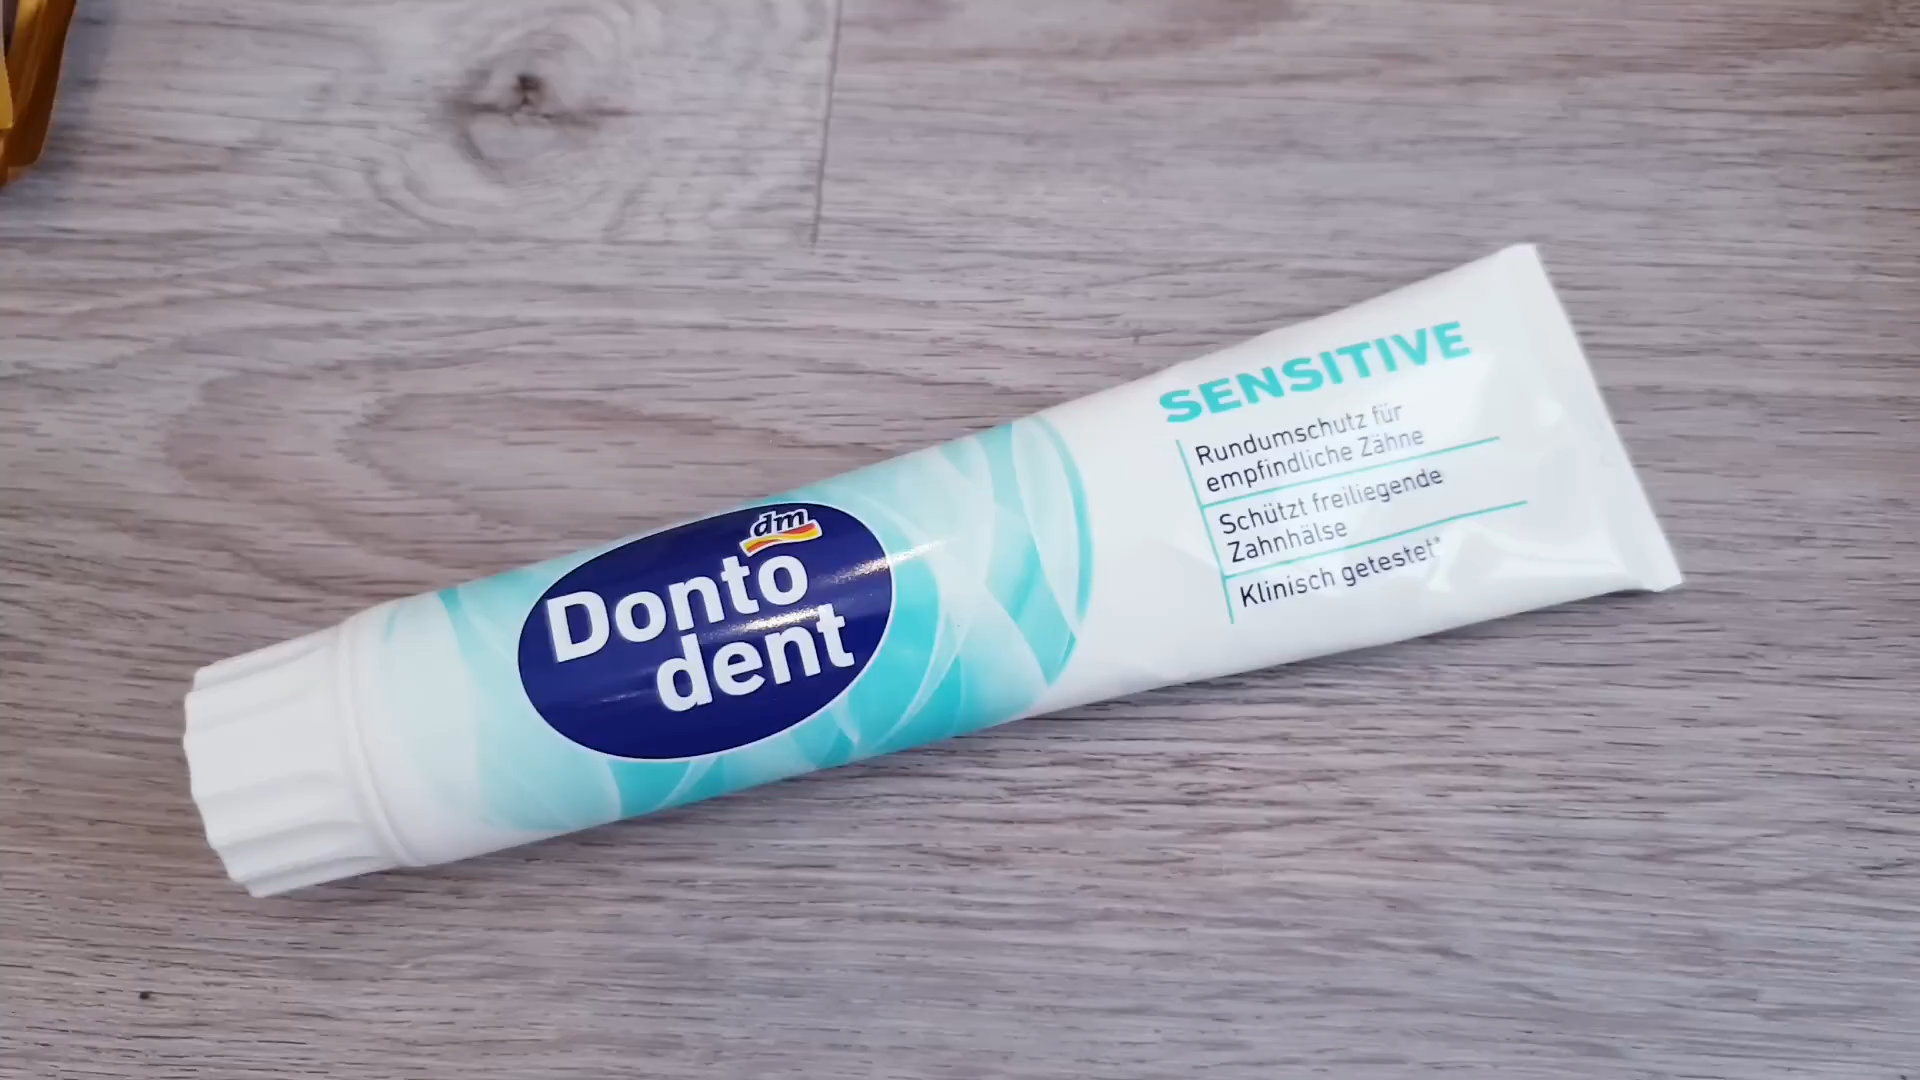 dm
Donto
dent
SENSITIVE
Rundumschutz für
empfindliche Zähne
Schützt freiliegende
Zahnhälse
Klinisch getestet*